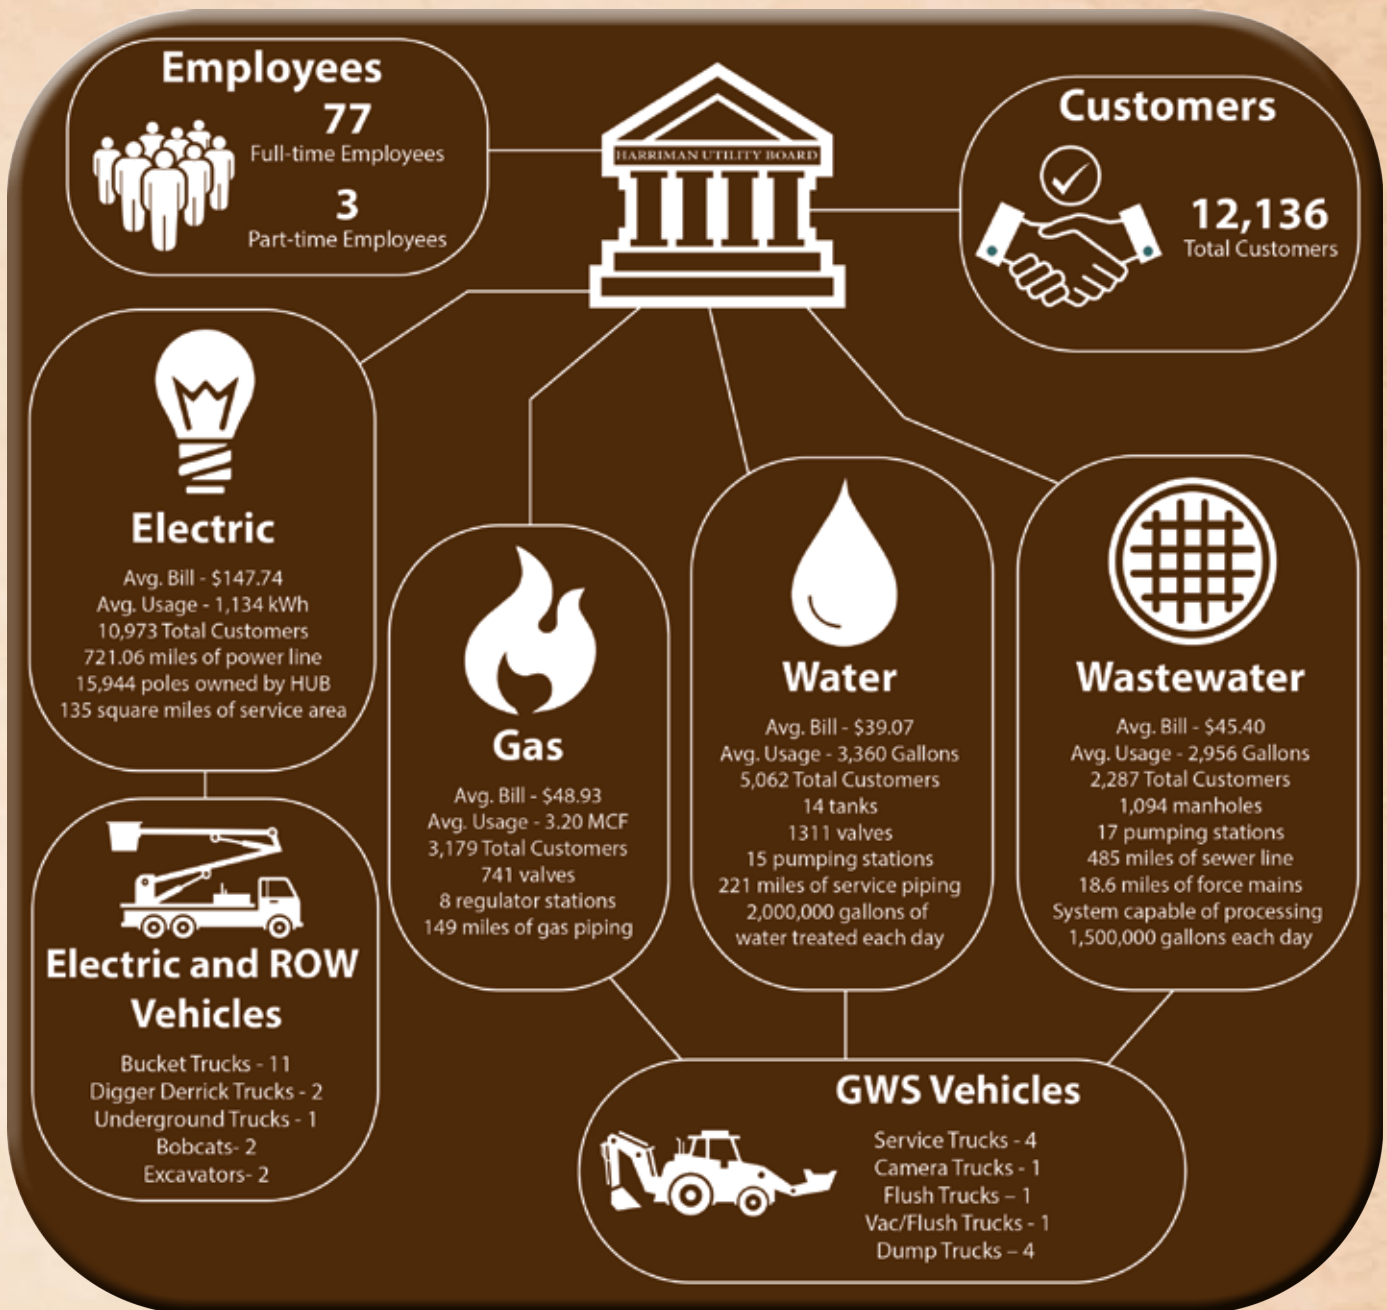 Employees
77
Full-time Employees
3
Part-time Employees
HARRIMAN UTILITY BOARD
Customers
12,136
Total Customers
Electric
Avg. Bill - $147.74
Avg. Usage - 1,134 kWh
10,973 Total Customers
721.06 miles of power line
15,944 poles owned by HUB
135 square miles of service area
Gas
Avg. Bill - $48.93
Avg. Usage - 3.20 MCF
3,179 Total Customers
741 valves
8 regulator stations
149 miles of gas piping
Water
Avg. Bill - $39.07
Avg. Usage - 3,360 Gallons
5,062 Total Customers
14 tanks
1311 valves
15 pumping stations
221 miles of service piping
2,000,000 gallons of
water treated each day
Wastewater
Avg. Bill - $45.40
Avg. Usage - 2,956 Gallons
2,287 Total Customers
1,094 manholes
17 pumping stations
485 miles of sewer line
18.6 miles of force mains
System capable of processing
1,500,000 gallons each day
Electric and ROW
Vehicles
Bucket Trucks - 11
Digger Derrick Trucks - 2
Underground Trucks - 1
Bobcats- 2
Excavators- 2
GWS Vehicles
Service Trucks - 4
Camera Trucks - 1
Flush Trucks – 1
Vac/Flush Trucks - 1
Dump Trucks – 4